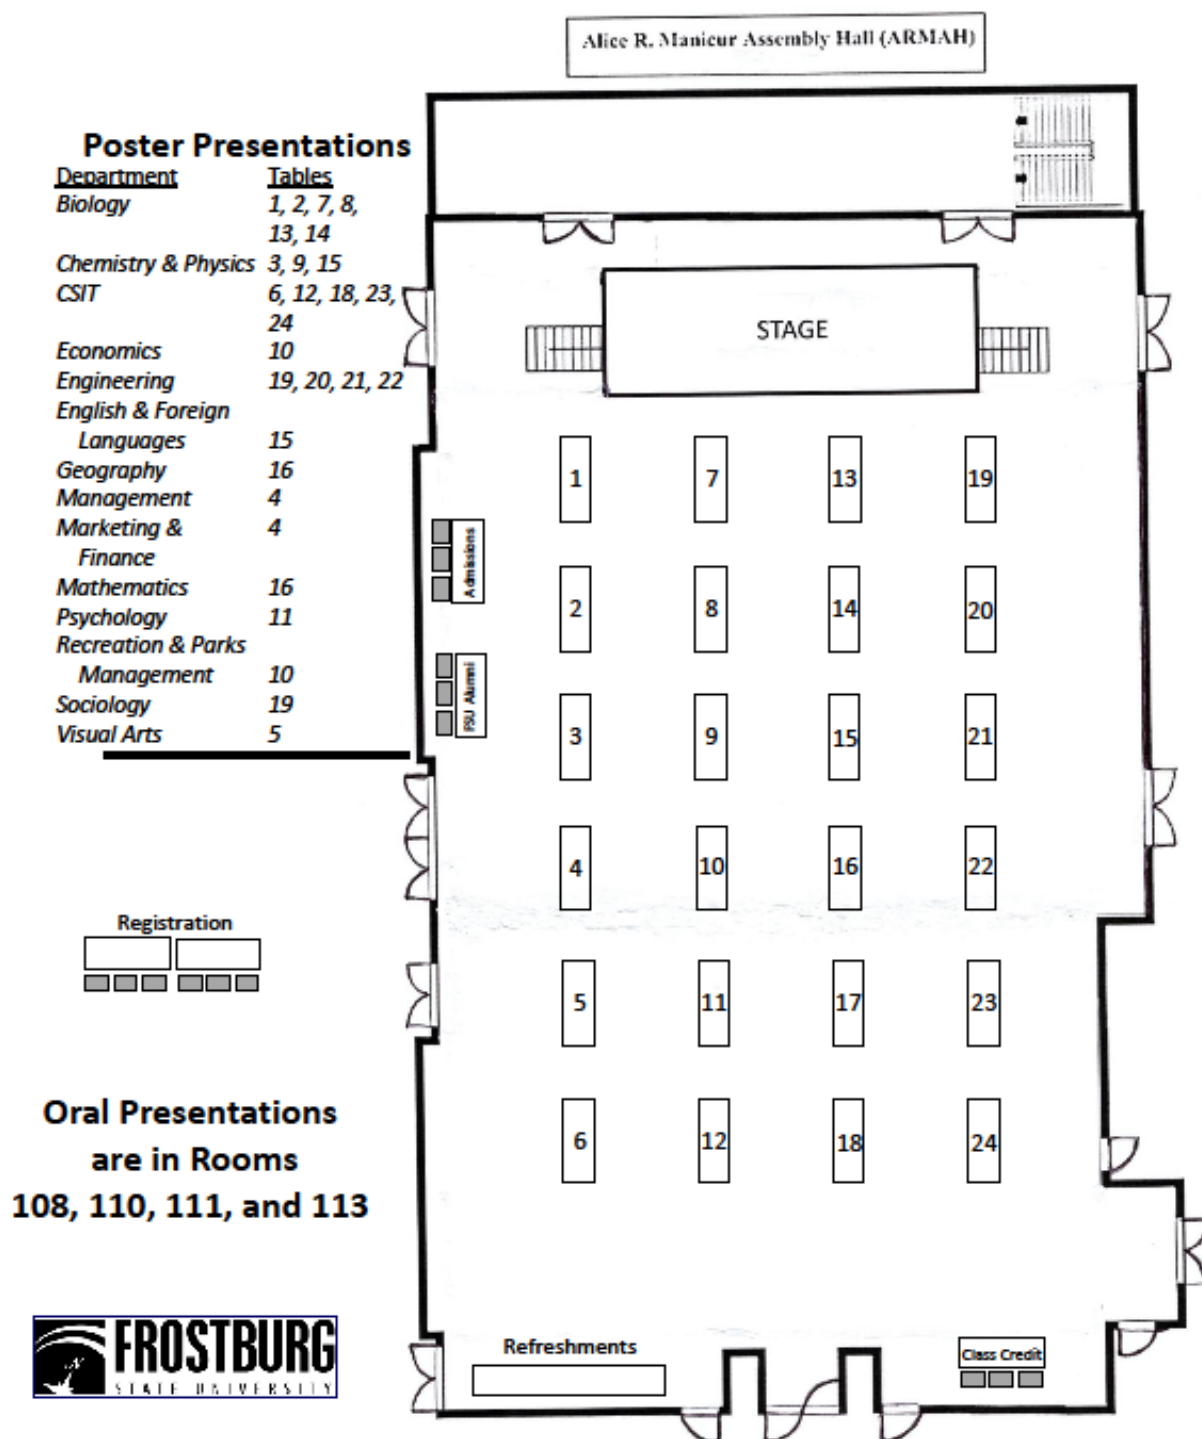 Alice R. Manicur Assembly Hall (ARMAH)
Poster Presentations
Department Tables
Biology 1, 2, 7, 8,
13, 14
Chemistry & Physics 3, 9, 15
CSIT 6, 12, 18, 23,
24
Economics 10
Engineering 19, 20, 21, 22
English & Foreign
Languages 15
Geography 16
Management 4
Marketing & 4
Finance
Mathematics 16
Psychology 11
Recreation & Parks
Management 10
Sociology 19
Visual Arts 5
STAGE
1 7 13 19
Admissions
2 8 14 20
FSU Alumni
3 9 15 21
4 10 16 22
Registration
5 11 17 23
6 12 18 24
Oral Presentations
are in Rooms
108, 110, 111, and 113
Refreshments
Class Credit
FROSTBURG
STATE UNIVERSITY